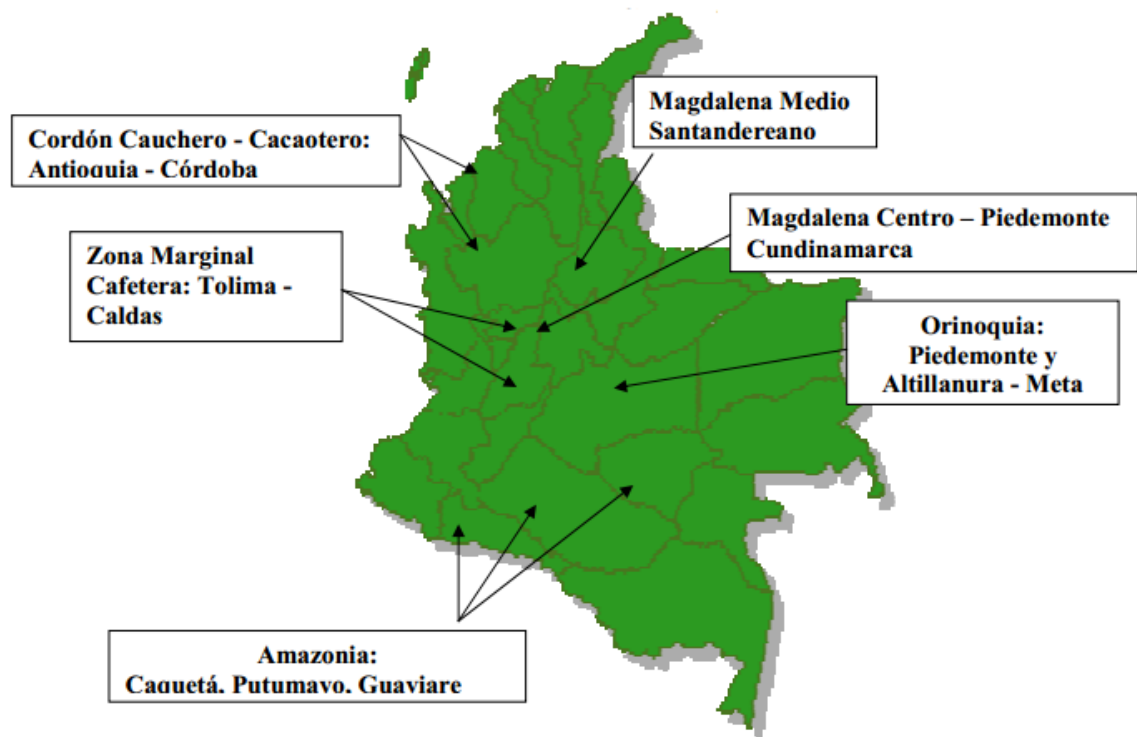 Magdalena Medio
Santandereano
Cordón Cauchero - Cacaotero:
Antioquia - Córdoba
Magdalena Centro – Piedemonte
Cundinamarca
Zona Marginal
Cafetera: Tolima -
Caldas
Orinoquia:
Piedemonte y
Altillanura - Meta
Amazonia:
Caquetá, Putumayo, Guaviare